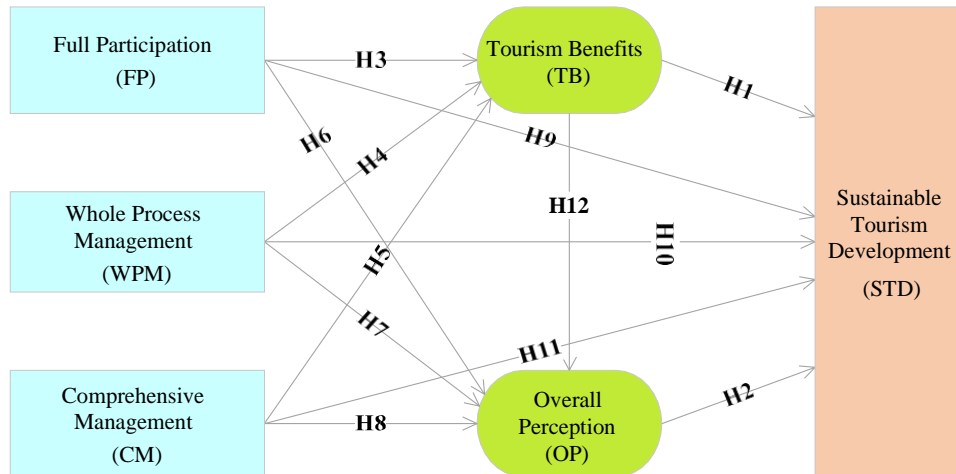 Full Participation
(FP)
Whole Process
Management
(WPM)
Comprehensive
Management
(CM)
H3
H6
H4
H5
H7
H8
Tourism Benefits
(TB)
H12
Overall
Perception
(OP)
H1
H9
H10
H11
H2
Sustainable
Tourism
Development
(STD)